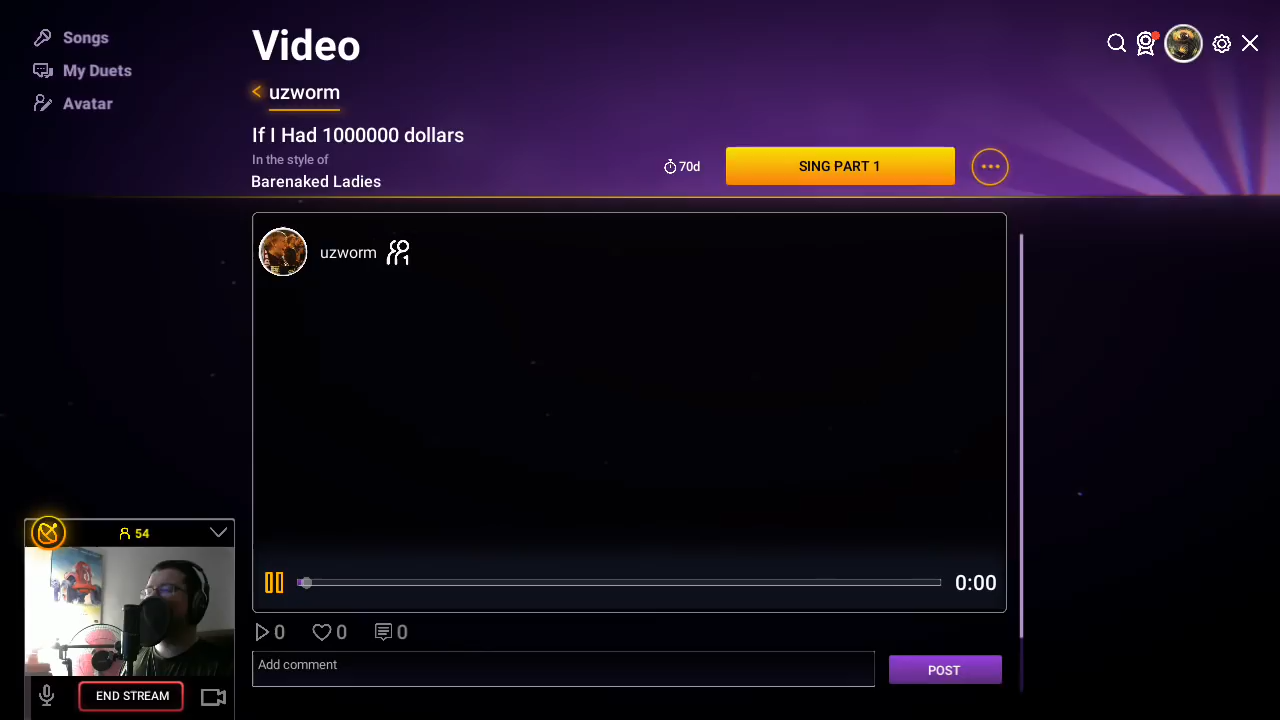 Songs
My Duets
Avatar
Video
uzworm
If I Had 1000000 dollars
In the style of
Barenaked Ladies
70d
SING PART 1
uzworm
1
0:00
0
0
0
Add comment
POST
54
END STREAM